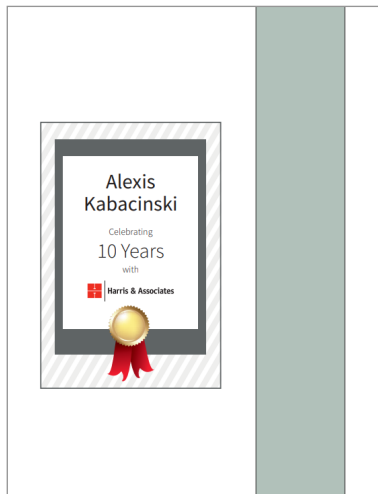 Alexis
Kabacinski
Celebrating
10 Years
with
Harris & Associates